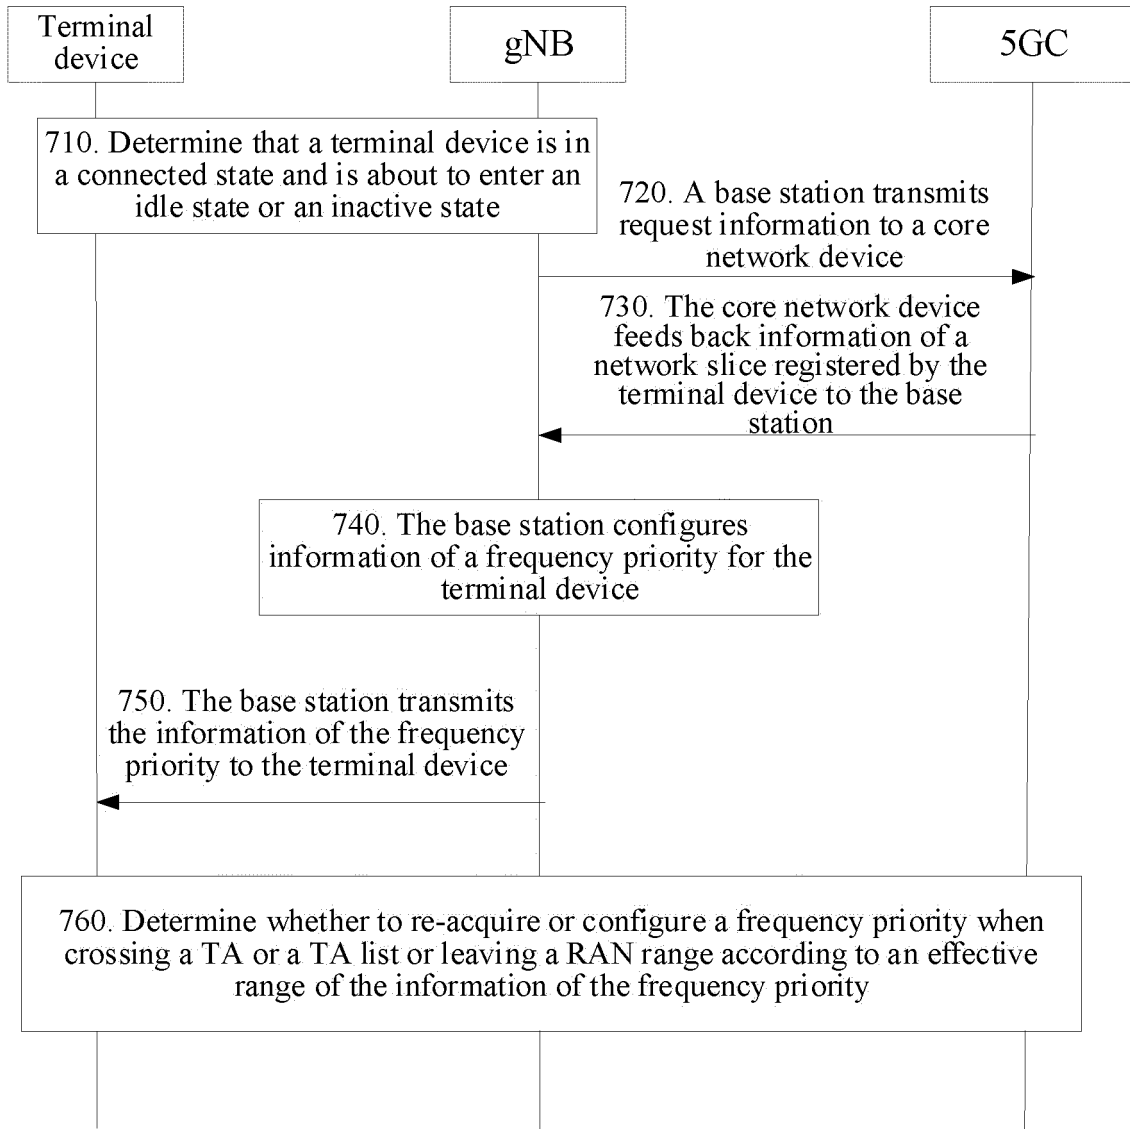 Terminal
device
gNB
5GC
710. Determine that a terminal device is in
a connected state and is about to enter an
idle state or an inactive state
720. A base station transmits
request information to a core
network device
730. The core network device
feeds back information of a
network slice registered by the
terminal device to the base
station
740. The base station configures
information of a frequency priority for the
terminal device
750. The base station transmits
the information of the frequency
priority to the terminal device
760. Determine whether to re-acquire or configure a frequency priority when
crossing a TA or a TA list or leaving a RAN range according to an effective
range of the information of the frequency priority